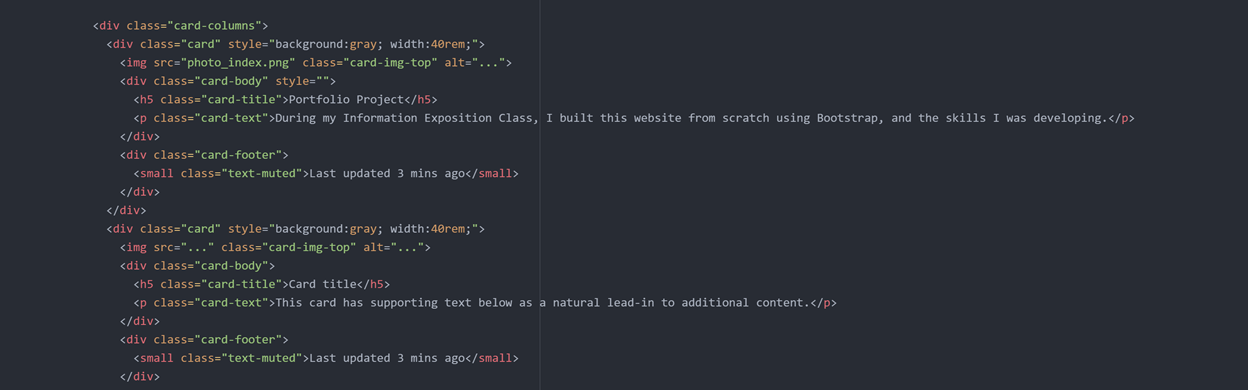 <div class="card-columns">
<div class="card" style="background:gray; width:40rem;">
<img src="photo_index.png" class="card-img-top" alt="...">
<div class="card-body" style="">
<h5 class="card-title">Portfolio Project</h5>
<p class="card-text">During my Information Exposition Class, I built this website from scratch using Bootstrap, and the skills I was developing.</p>
</div>
<div class="card-footer">
<small class="text-muted">Last updated 3 mins ago</small>
</div>
</div>
<div class="card" style="background:gray; width:40rem;">
<img src="..." class="card-img-top" alt="...">
<div class="card-body">
<h5 class="card-title">Card title</h5>
<p class="card-text">This card has supporting text below as a natural lead-in to additional content.</p>
</div>
<div class="card-footer">
<small class="text-muted">Last updated 3 mins ago</small>
</div>